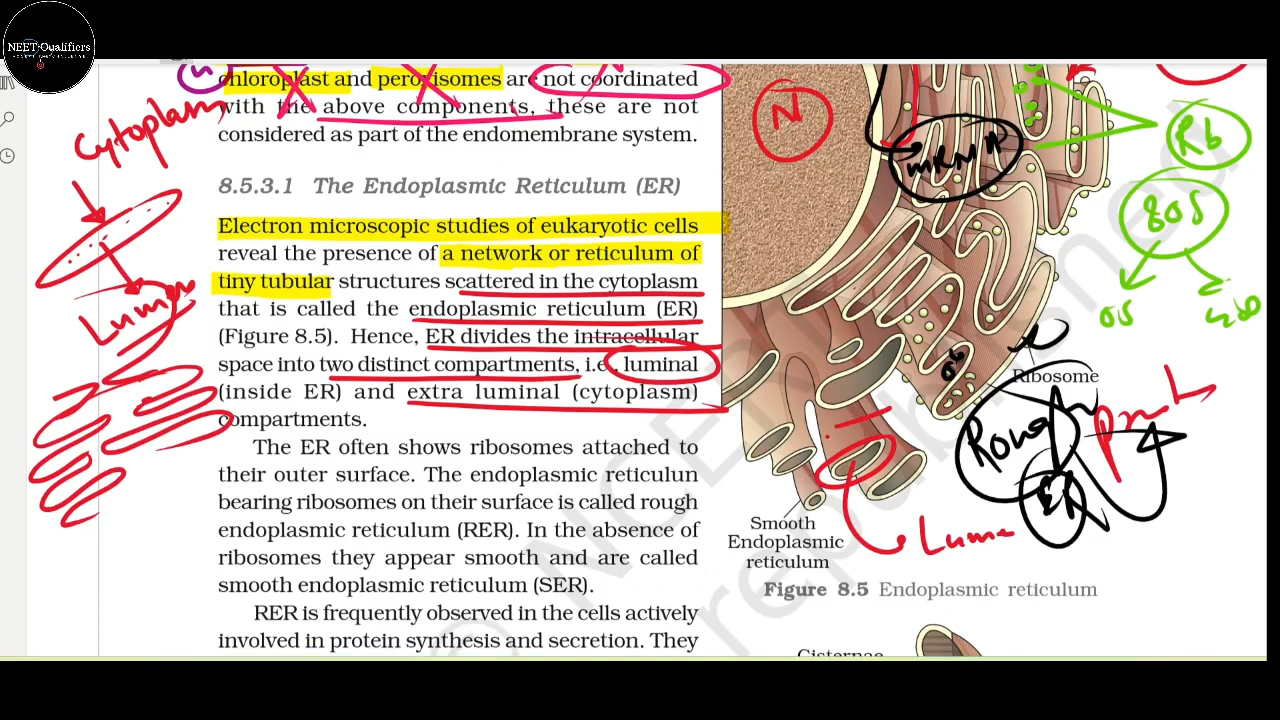 NEET Qualifiers
chloroplast and peroxisomes are not coordinated
with the above components, these are not
considered as part of the endomembrane system.
8.5.3.1 The Endoplasmic Reticulum (ER)
Electron microscopic studies of eukaryotic cells
reveal the presence of a network or reticulum of
tiny tubular structures scattered in the cytoplasm
that is called the endoplasmic reticulum (ER)
(Figure 8.5). Hence, ER divides the intracellular
space into two distinct compartments, i.e., luminal
(inside ER) and extra luminal (cytoplasm)
compartments.
The ER often shows ribosomes attached to
their outer surface. The endoplasmic reticulun
bearing ribosomes on their surface is called rough
endoplasmic reticulum (RER). In the absence of
ribosomes they appear smooth and are called
smooth endoplasmic reticulum (SER).
RER is frequently observed in the cells actively
involved in protein synthesis and secretion. They
Cytoplasm
Lumen
N
mRNA
Rb
80S
Ribosome
Rough
ER
Lume
Smooth
Endoplasmic
reticulum
Figure 8.5 Endoplasmic reticulum
Cisternae